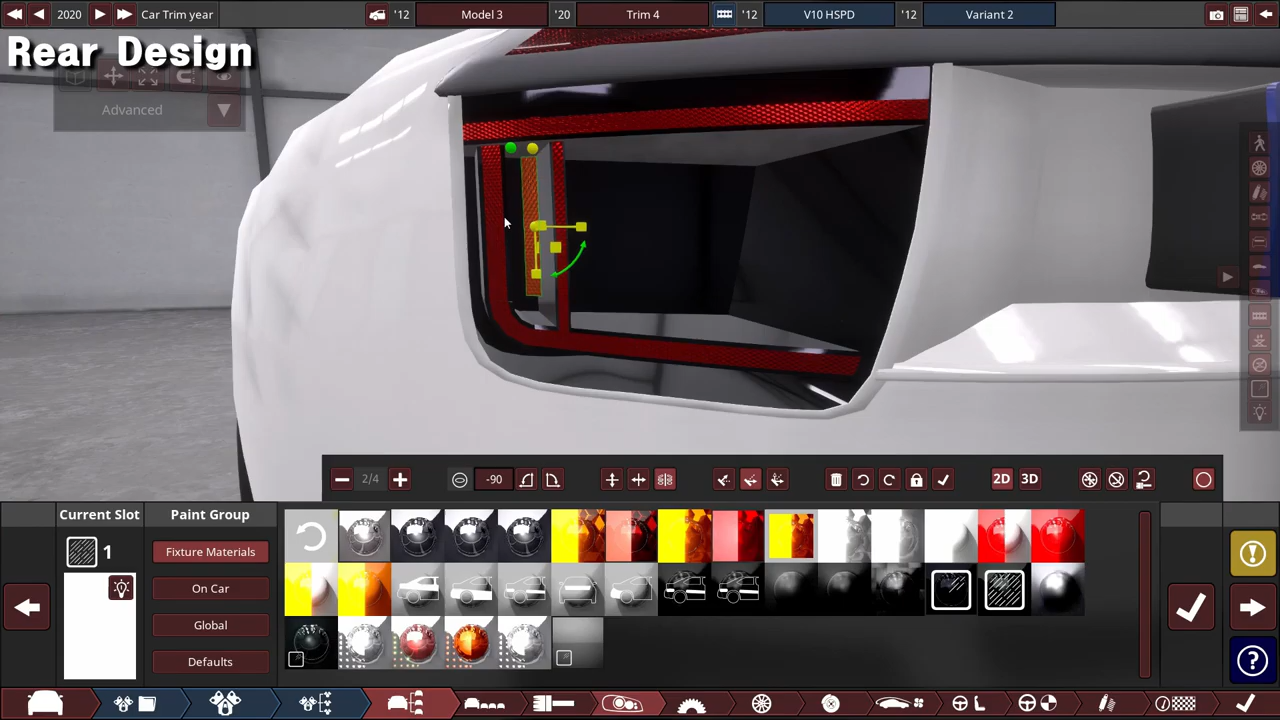 2020 Car Trim year '12 Model 3 '20 Trim 4 '12 V10 HSPD '12 Variant 2
Rear Design
Advanced
2/4 -90 2D 3D
Current Slot Paint Group
1 Fixture Materials
On Car
Global
Defaults